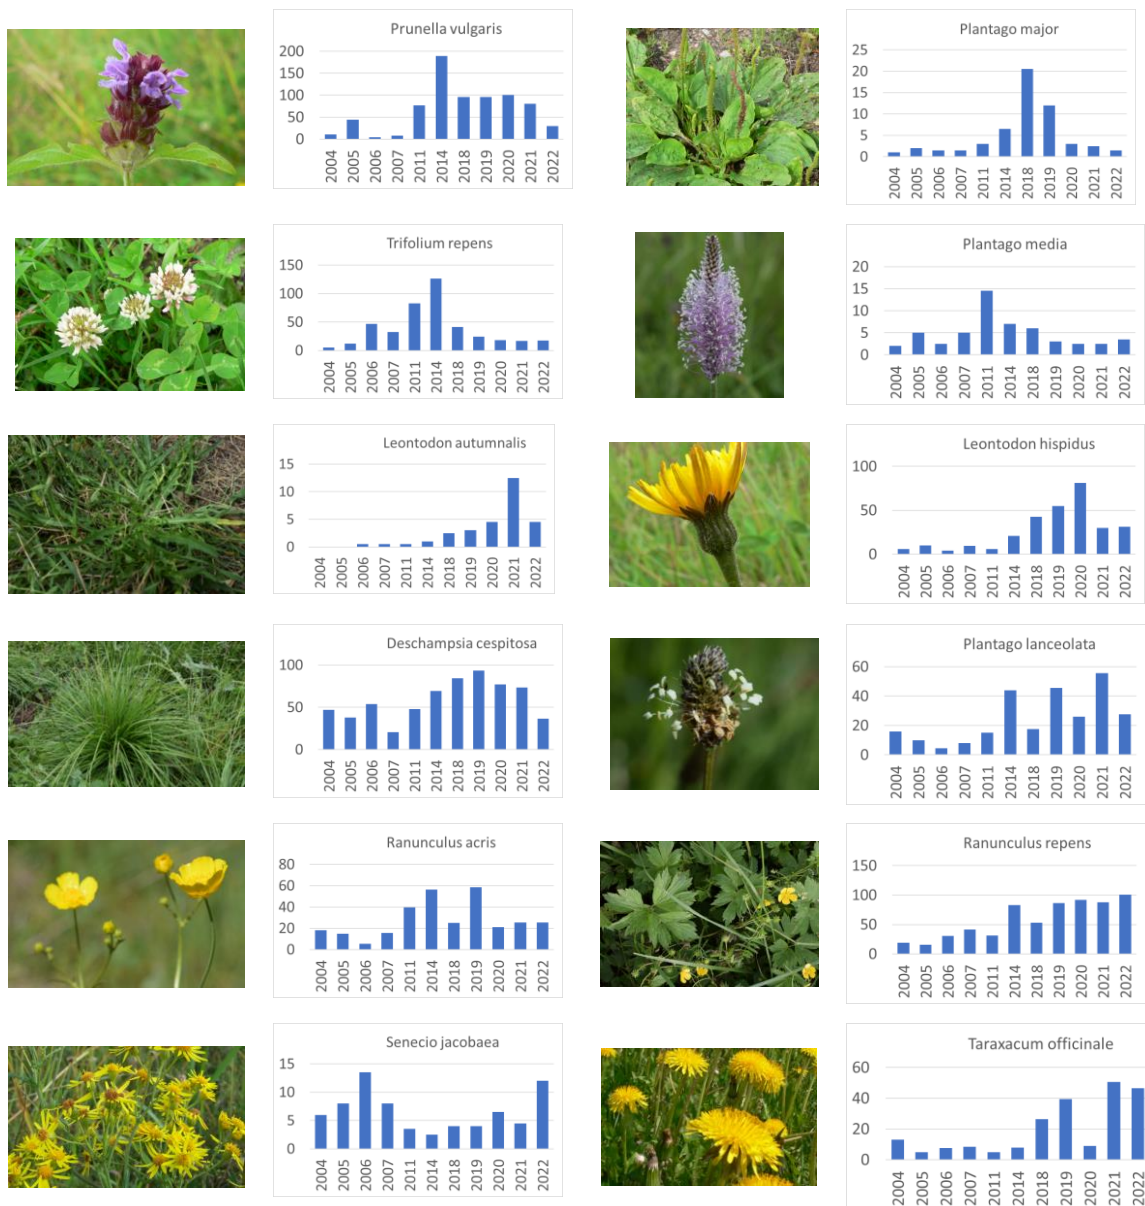 Prunella vulgaris
200
150
100
50
0
2004 2005 2006 2007 2011 2014 2018 2019 2020 2021 2022
Plantago major
25
20
15
10
5
0
2004 2005 2006 2007 2011 2014 2018 2019 2020 2021 2022
Trifolium repens
150
100
50
0
2004 2005 2006 2007 2011 2014 2018 2019 2020 2021 2022
Plantago media
20
15
10
5
0
2004 2005 2006 2007 2011 2014 2018 2019 2020 2021 2022
Leontodon autumnalis
15
10
5
0
2004 2005 2006 2007 2011 2014 2018 2019 2020 2021 2022
Leontodon hispidus
100
50
0
2004 2005 2006 2007 2011 2014 2018 2019 2020 2021 2022
Deschampsia cespitosa
100
50
0
2004 2005 2006 2007 2011 2014 2018 2019 2020 2021 2022
Plantago lanceolata
60
40
20
0
2004 2005 2006 2007 2011 2014 2018 2019 2020 2021 2022
Ranunculus acris
80
60
40
20
0
2004 2005 2006 2007 2011 2014 2018 2019 2020 2021 2022
Ranunculus repens
150
100
50
0
2004 2005 2006 2007 2011 2014 2018 2019 2020 2021 2022
Senecio jacobaea
15
10
5
0
2004 2005 2006 2007 2011 2014 2018 2019 2020 2021 2022
Taraxacum officinale
60
40
20
0
2004 2005 2006 2007 2011 2014 2018 2019 2020 2021 2022